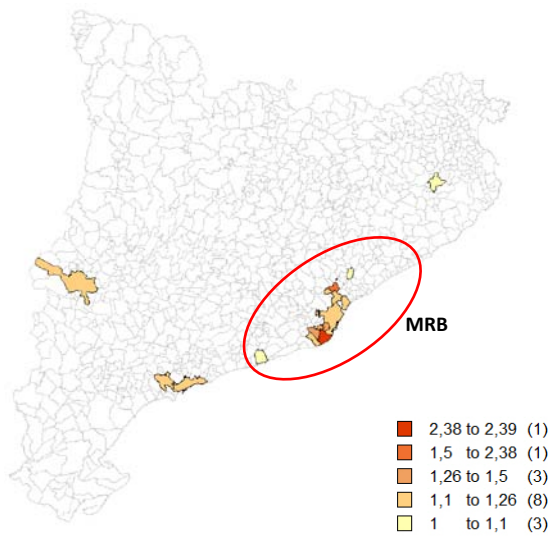 MRB
2,38 to 2,39 (1)
1,5 to 2,38 (1)
1,26 to 1,5 (3)
1,1 to 1,26 (8)
1 to 1,1 (3)